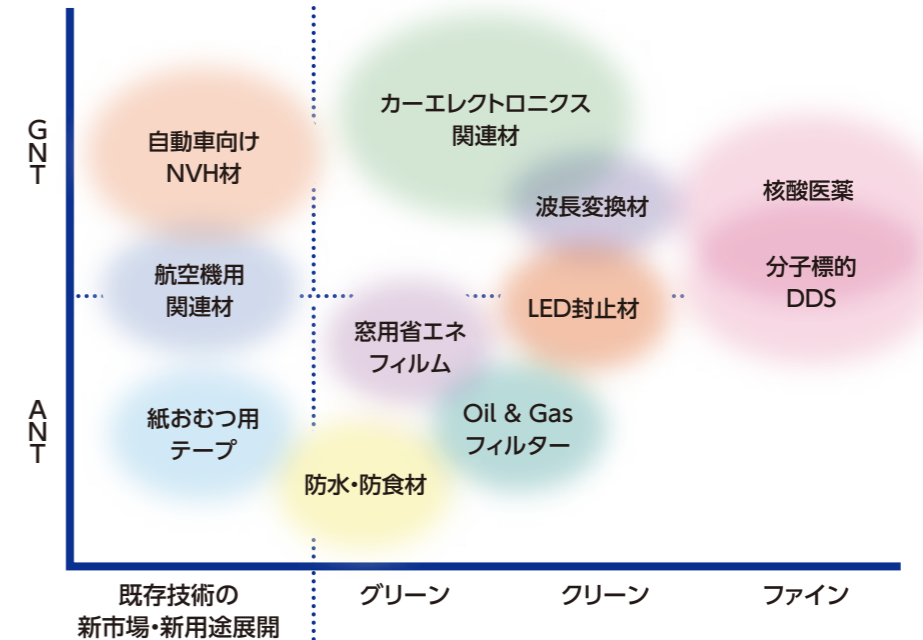 GNT
ANT
カーエレクトロニクス
関連材
自動車向け
NVH材
波長変換材
核酸医薬
航空機用
関連材
分子標的
DDS
LED封止材
窓用省エネ
フィルム
紙おむつ用
テープ
Oil & Gas
フィルター
防水・防食材
既存技術の
新市場・新用途展開
グリーン
クリーン
ファイン